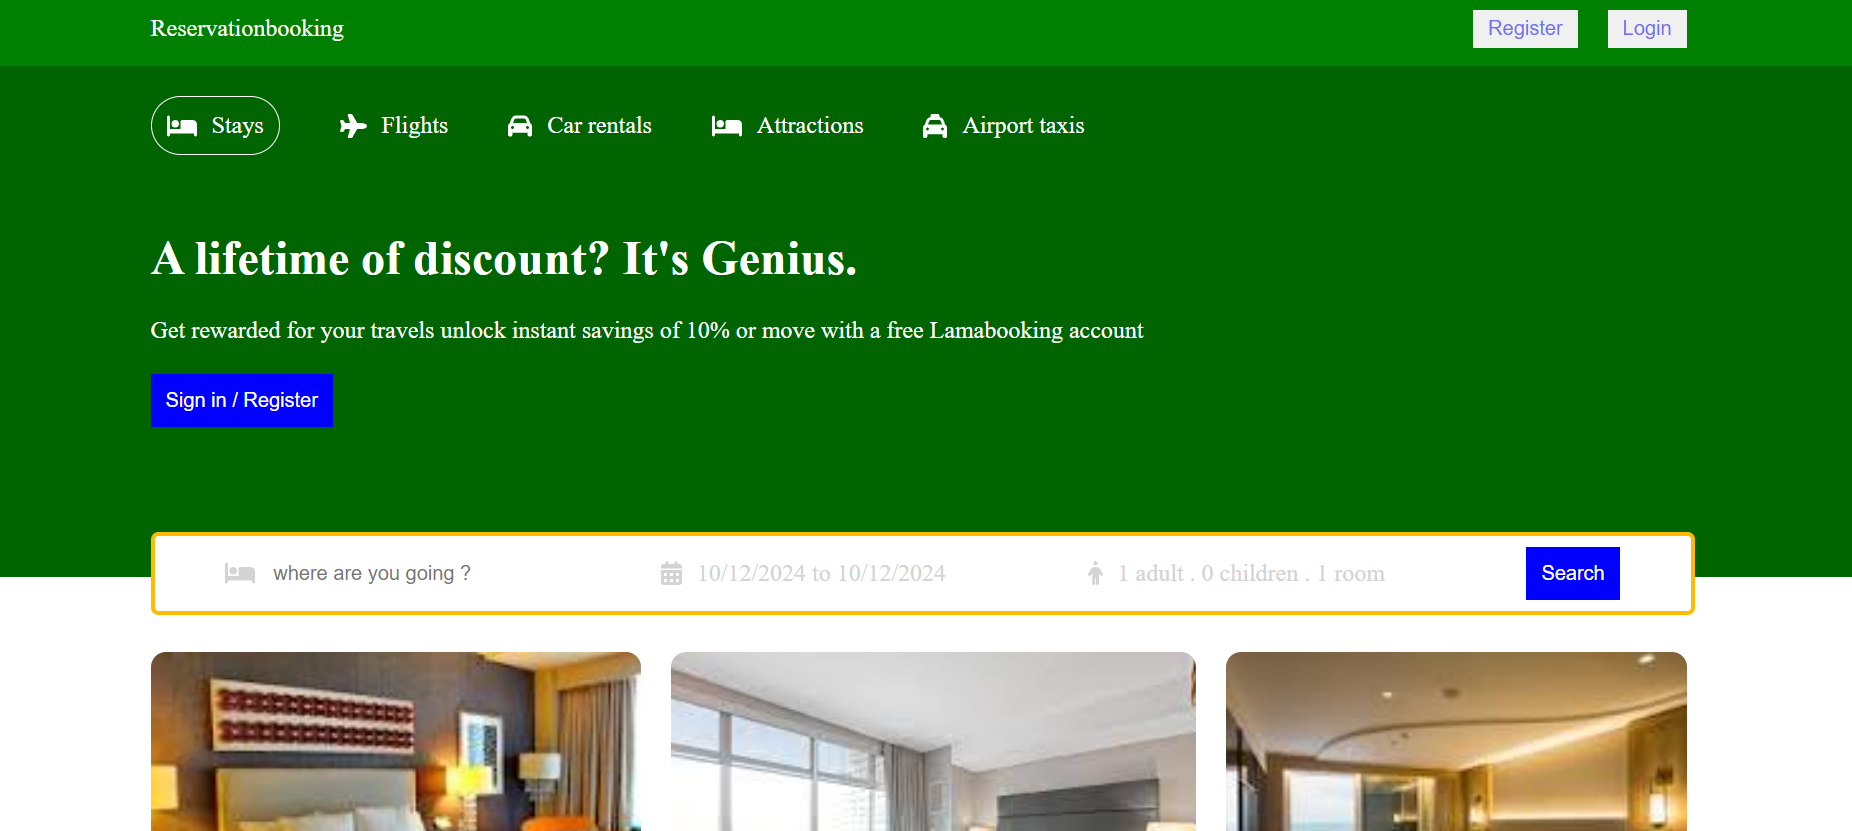 Reservationbooking
Register
Login
Stays
Flights
Car rentals
Attractions
Airport taxis
A lifetime of discount? It's Genius.
Get rewarded for your travels unlock instant savings of 10% or move with a free Lamabooking account
Sign in / Register
where are you going ?
10/12/2024 to 10/12/2024
1 adult . 0 children . 1 room
Search